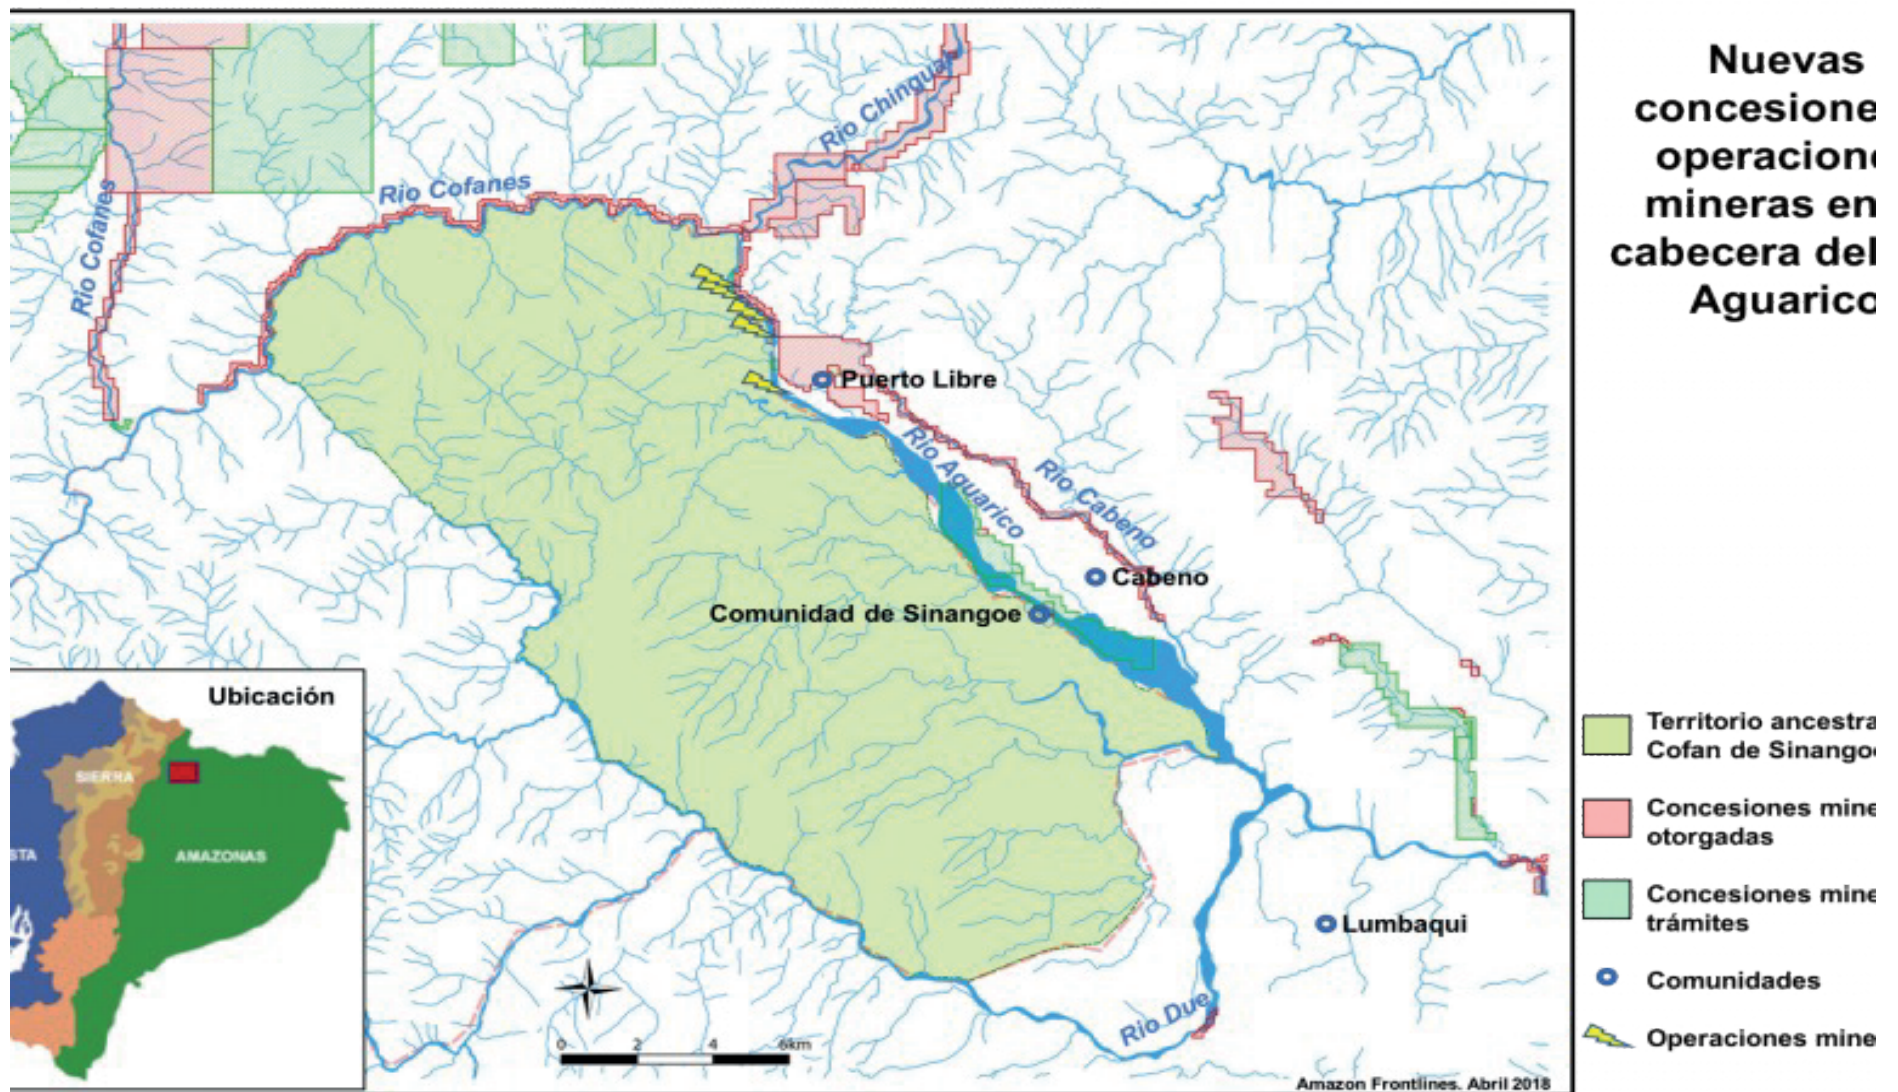 Nuevas
concesione
operacione
mineras en
cabecera del
Aguarico
Rio Chingual
Rio Cofanes
Rio Cofanes
Puerto Libre
Rio Aguarico
Rio Cabeno
Cabeno
Comunidad de Sinangoe
Ubicación
SIERRA
STA
AMAZONAS
Lumbaqui
Rio Due
0 2 4 6km
Amazon Frontlines. Abril 2018
Territorio ancestra
Cofan de Sinangoe
Concesiones mine
otorgadas
Concesiones mine
trámites
Comunidades
Operaciones mine